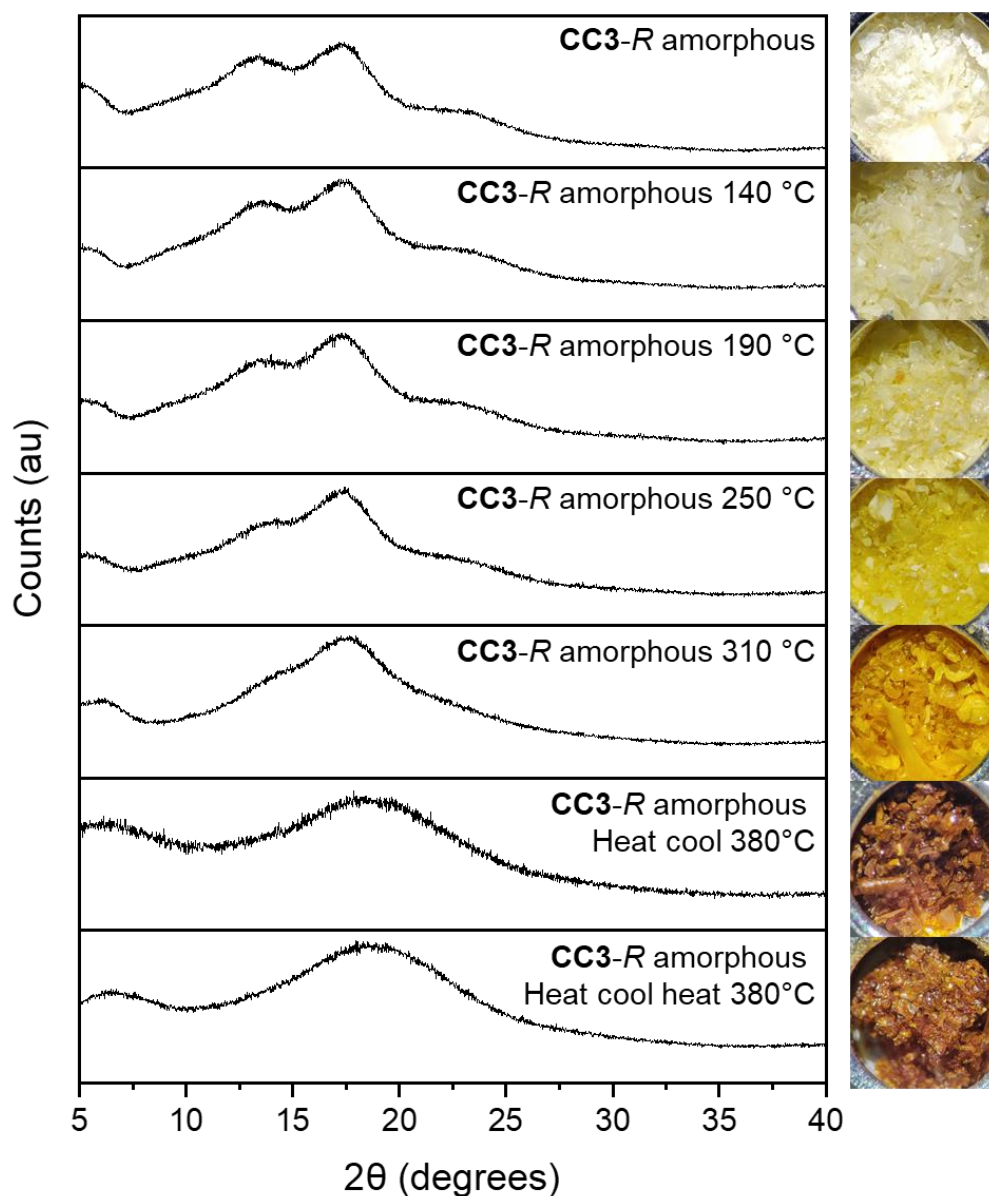 Counts (au)
CC3-R amorphous
CC3-R amorphous 140 °C
CC3-R amorphous 190 °C
CC3-R amorphous 250 °C
CC3-R amorphous 310 °C
CC3-R amorphous
Heat cool 380°C
CC3-R amorphous
Heat cool heat 380°C
5 10 15 20 25 30 35 40
2θ (degrees)